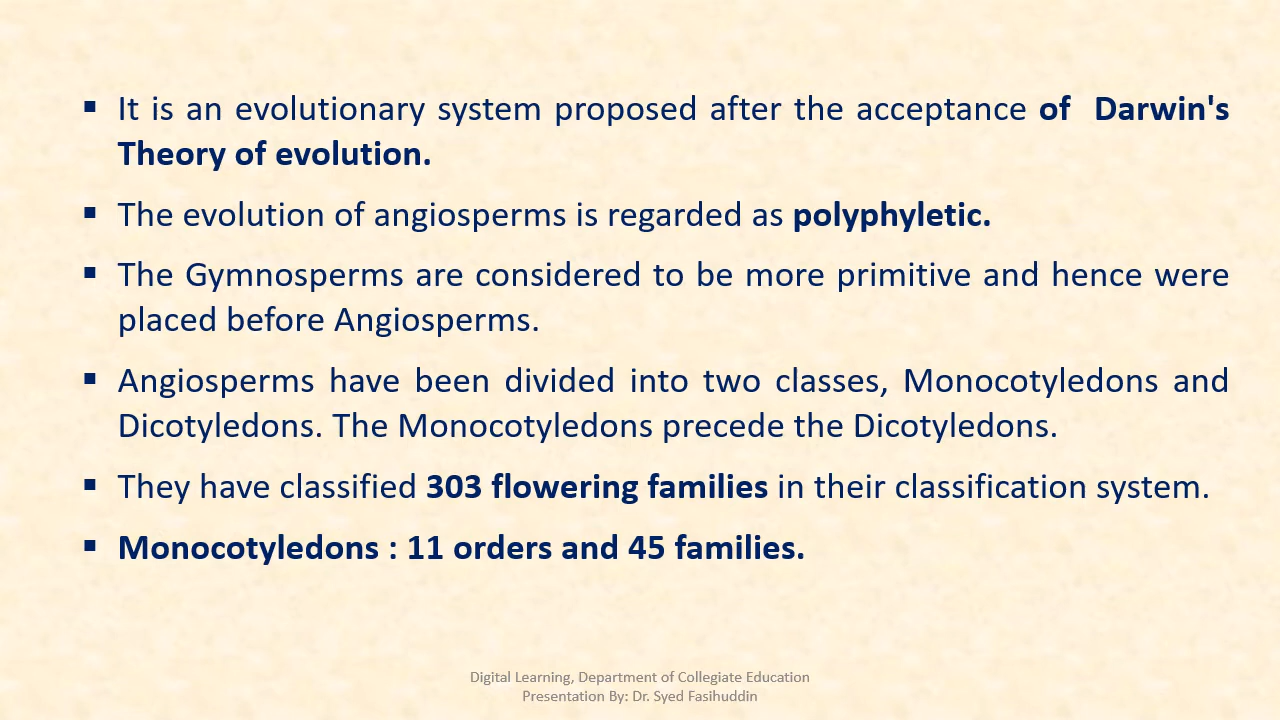 ▪ It is an evolutionary system proposed after the acceptance of Darwin's
Theory of evolution.
▪ The evolution of angiosperms is regarded as polyphyletic.
▪ The Gymnosperms are considered to be more primitive and hence were
placed before Angiosperms.
▪ Angiosperms have been divided into two classes, Monocotyledons and
Dicotyledons. The Monocotyledons precede the Dicotyledons.
▪ They have classified 303 flowering families in their classification system.
▪ Monocotyledons : 11 orders and 45 families.
Digital Learning, Department of Collegiate Education
Presentation By: Dr. Syed Fasihuddin